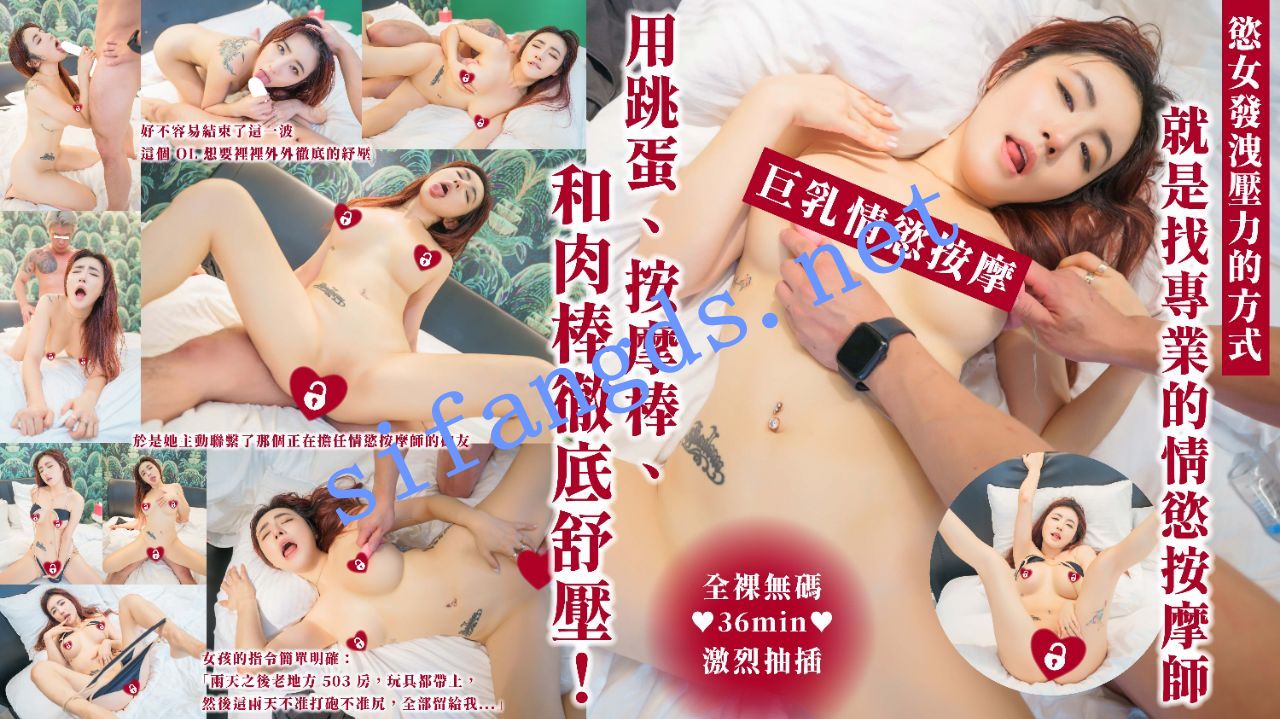 慾女發洩壓力的方式
就是找專業的情慾按摩師
巨乳情慾按摩
用跳蛋、按摩棒、
和肉棒徹底舒壓！
好不容易結束了這一波
這個 OL 想要裡裡外外徹底的紓壓
於是她主動聯繫了那個正在擔任情慾按摩師的友
女孩的指令簡單明確：
「兩天之後老地方 503 房，玩具都帶上，
然後這兩天不准打砲不准尻，全部留給我...」
全裸無碼
♥36min♥
激烈抽插
sifangds.net